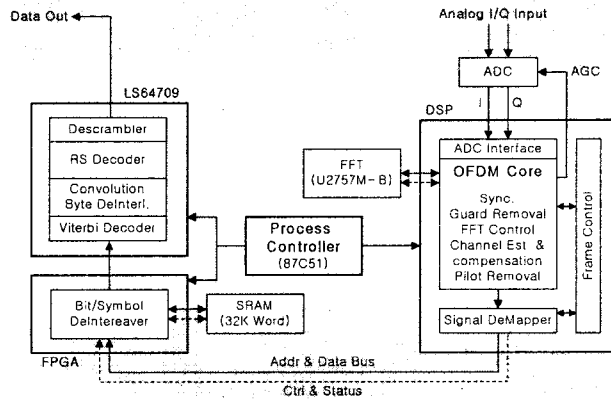 Data Out
Analog I/Q Input
ADC
AGC
I
Q
LS64709
DSP
Descrambler
RS Decoder
Convolution
Byte DeInterl.
Viterbi Decoder
FFT
(U2757M-B)
ADC Interface
OFDM Core
Sync.
Guard Removal
FFT Control
Channel Est &
compensation
Pilot Removal
Frame Control
Process
Controller
(87C51)
Bit/Symbol
DeIntereaver
SRAM
(32K Word)
Signal DeMapper
FPGA
Addr & Data Bus
Ctrl & Status